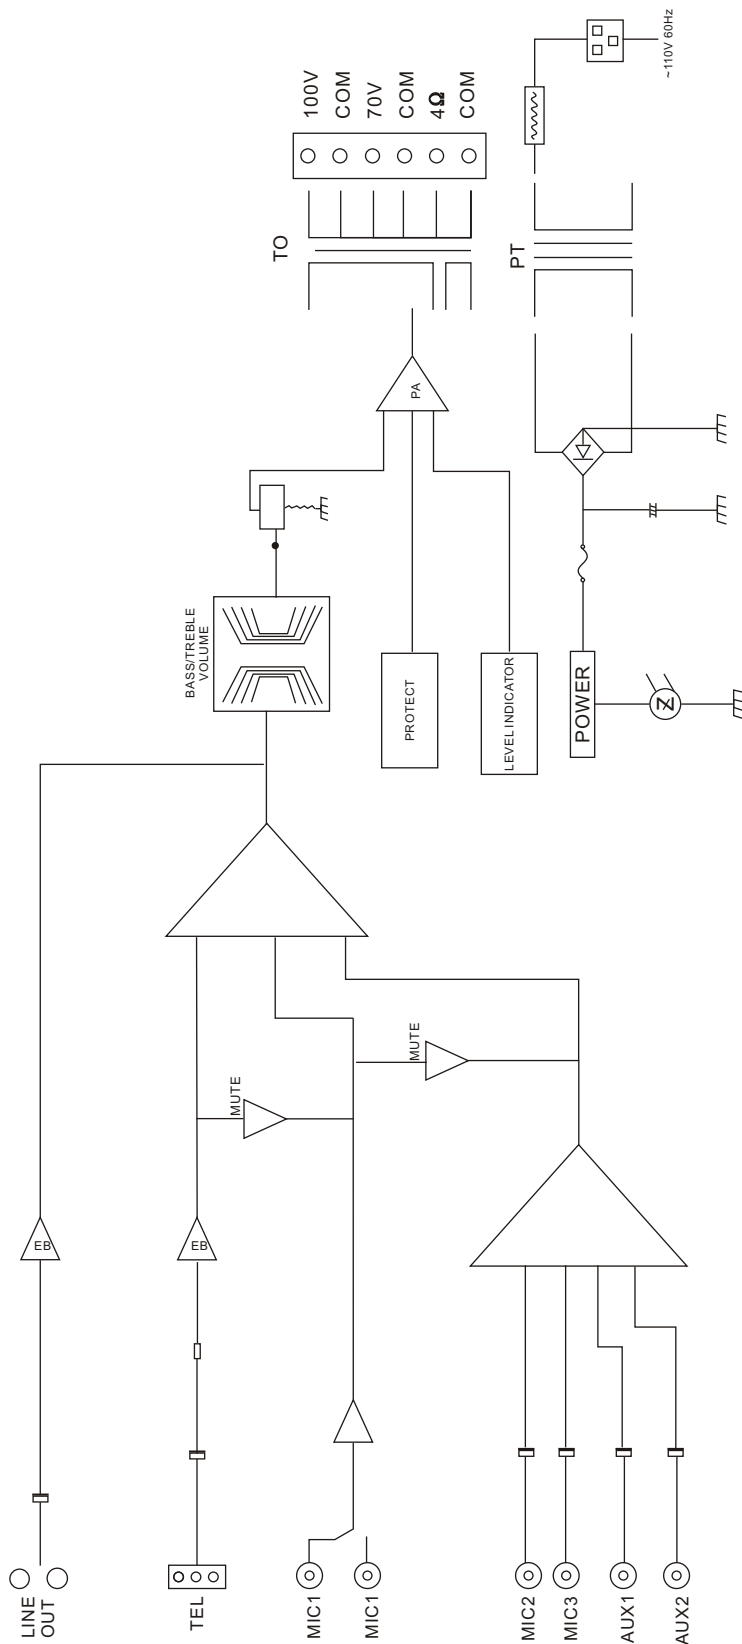 LINE
OUT
TEL
MIC1
MIC1
MIC2
MIC3
AUX1
AUX2
EB
EB
MUTE
MUTE
BASS/TREBLE
VOLUME
PROTECT
LEVEL INDICATOR
POWER
Z
PA
TO
PT
100V
COM
70V
COM
4Ω
COM
~110V 60Hz